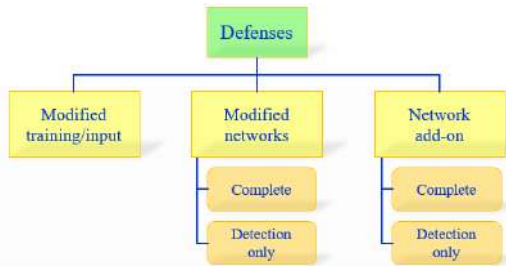 Defenses
Modified
training/input
Modified
networks
Network
add-on
Complete
Detection
only
Complete
Detection
only